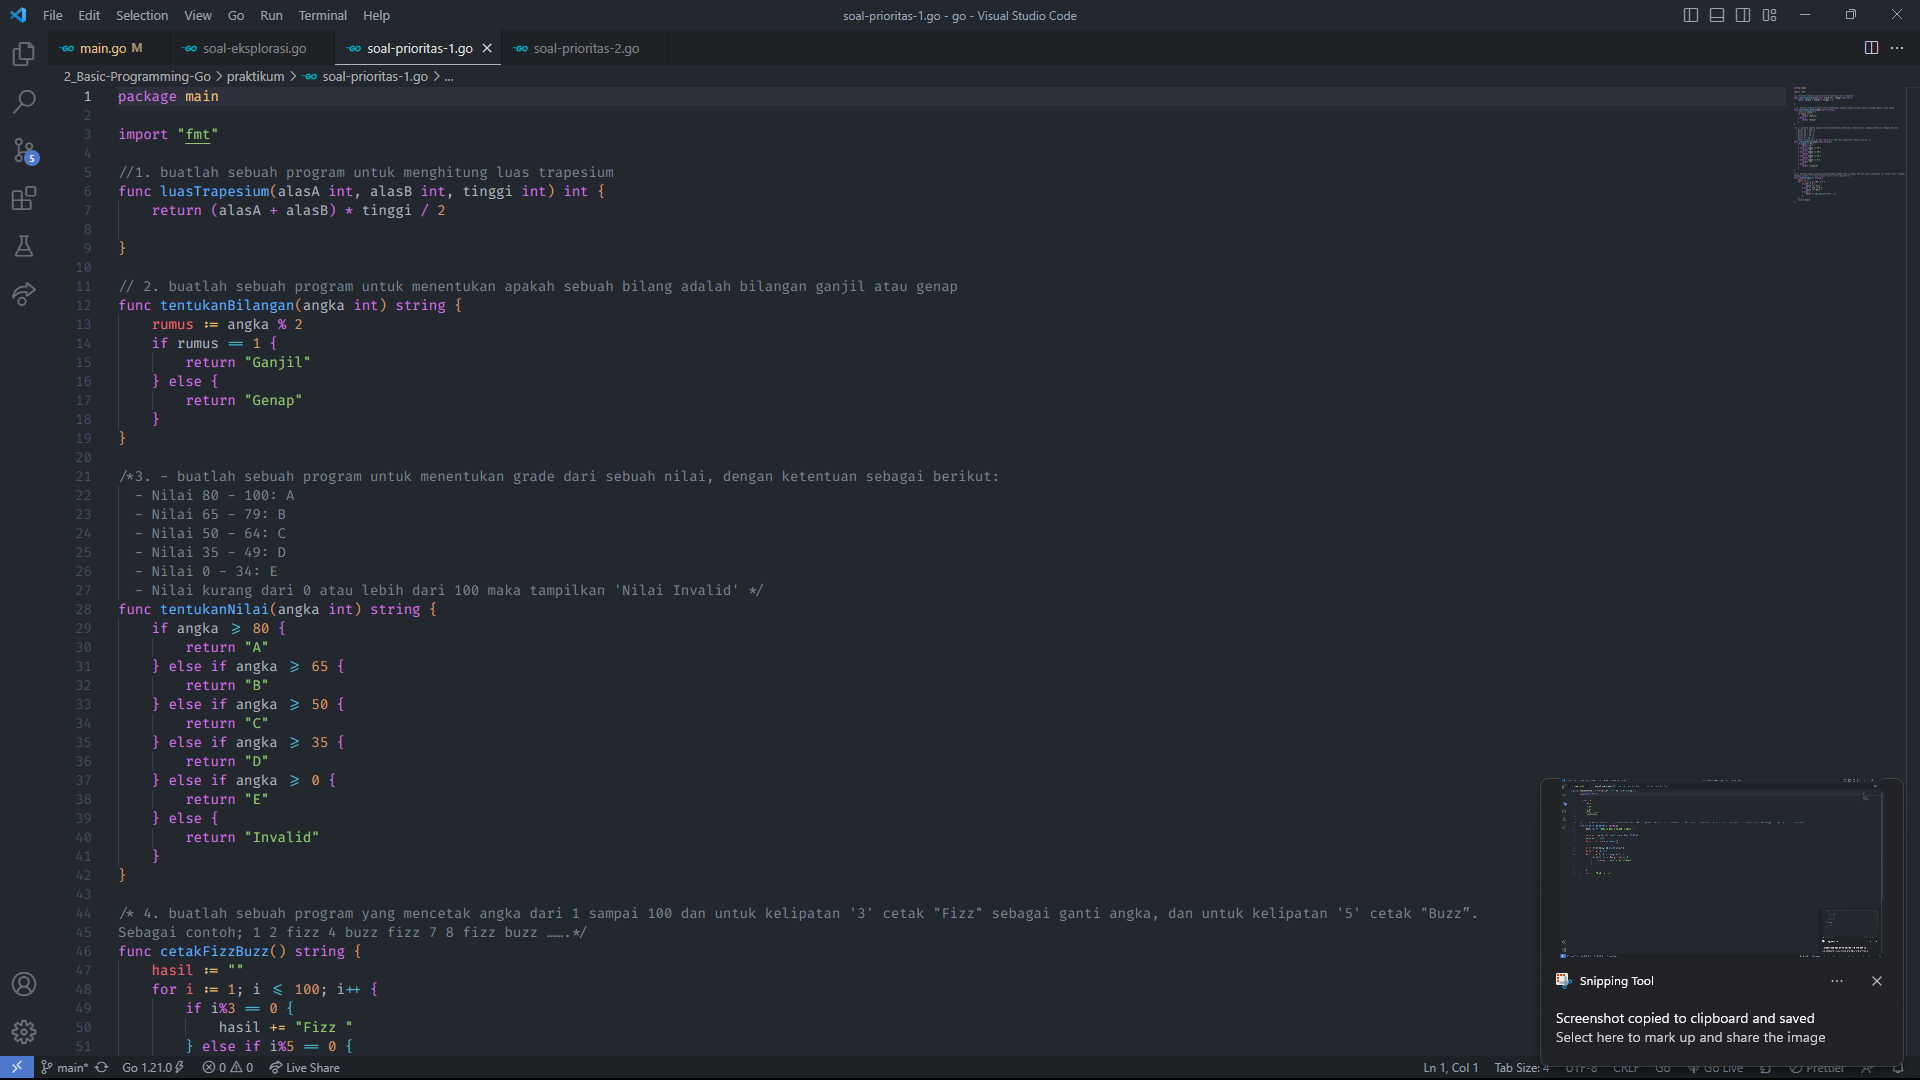 File Edit Selection View Go Run Terminal Help
soal-prioritas-1.go - go - Visual Studio Code
main.go M soal-eksplorasi.go soal-prioritas-1.go soal-prioritas-2.go
2_Basic-Programming-Go > praktikum > soal-prioritas-1.go > ...
1 package main
2
3 import "fmt"
4
5 //1. buatlah sebuah program untuk menghitung luas trapesium
6 func luasTrapesium(alasA int, alasB int, tinggi int) int {
7 return (alasA + alasB) * tinggi / 2
8
9 }
10
11 // 2. buatlah sebuah program untuk menentukan apakah sebuah bilang adalah bilangan ganjil atau genap
12 func tentukanBilangan(angka int) string {
13 rumus := angka % 2
14 if rumus == 1 {
15 return "Ganjil"
16 } else {
17 return "Genap"
18 }
19 }
20
21 /*3. - buatlah sebuah program untuk menentukan grade dari sebuah nilai, dengan ketentuan sebagai berikut:
22 - Nilai 80 - 100: A
23 - Nilai 65 - 79: B
24 - Nilai 50 - 64: C
25 - Nilai 35 - 49: D
26 - Nilai 0 - 34: E
27 - Nilai kurang dari 0 atau lebih dari 100 maka tampilkan 'Nilai Invalid' */
28 func tentukanNilai(angka int) string {
29 if angka >= 80 {
30 return "A"
31 } else if angka >= 65 {
32 return "B"
33 } else if angka >= 50 {
34 return "C"
35 } else if angka >= 35 {
36 return "D"
37 } else if angka >= 0 {
38 return "E"
39 } else {
40 return "Invalid"
41 }
42 }
43
44 /* 4. buatlah sebuah program yang mencetak angka dari 1 sampai 100 dan untuk kelipatan '3' cetak "Fizz" sebagai ganti angka, dan untuk kelipatan '5' cetak "Buzz”.
45 Sebagai contoh; 1 2 fizz 4 buzz fizz 7 8 fizz buzz …….*/
46 func cetakFizzBuzz() string {
47 hasil := ""
48 for i := 1; i <= 100; i++ {
49 if i%3 == 0 {
50 hasil += "Fizz "
51 } else if i%5 == 0 {
5
Snipping Tool
Screenshot copied to clipboard and saved
Select here to mark up and share the image
main* Go 1.21.0 0 0 Live Share Ln 1, Col 1 Tab Size: 4 UTF-8 CRLF Go Go Live Prettier